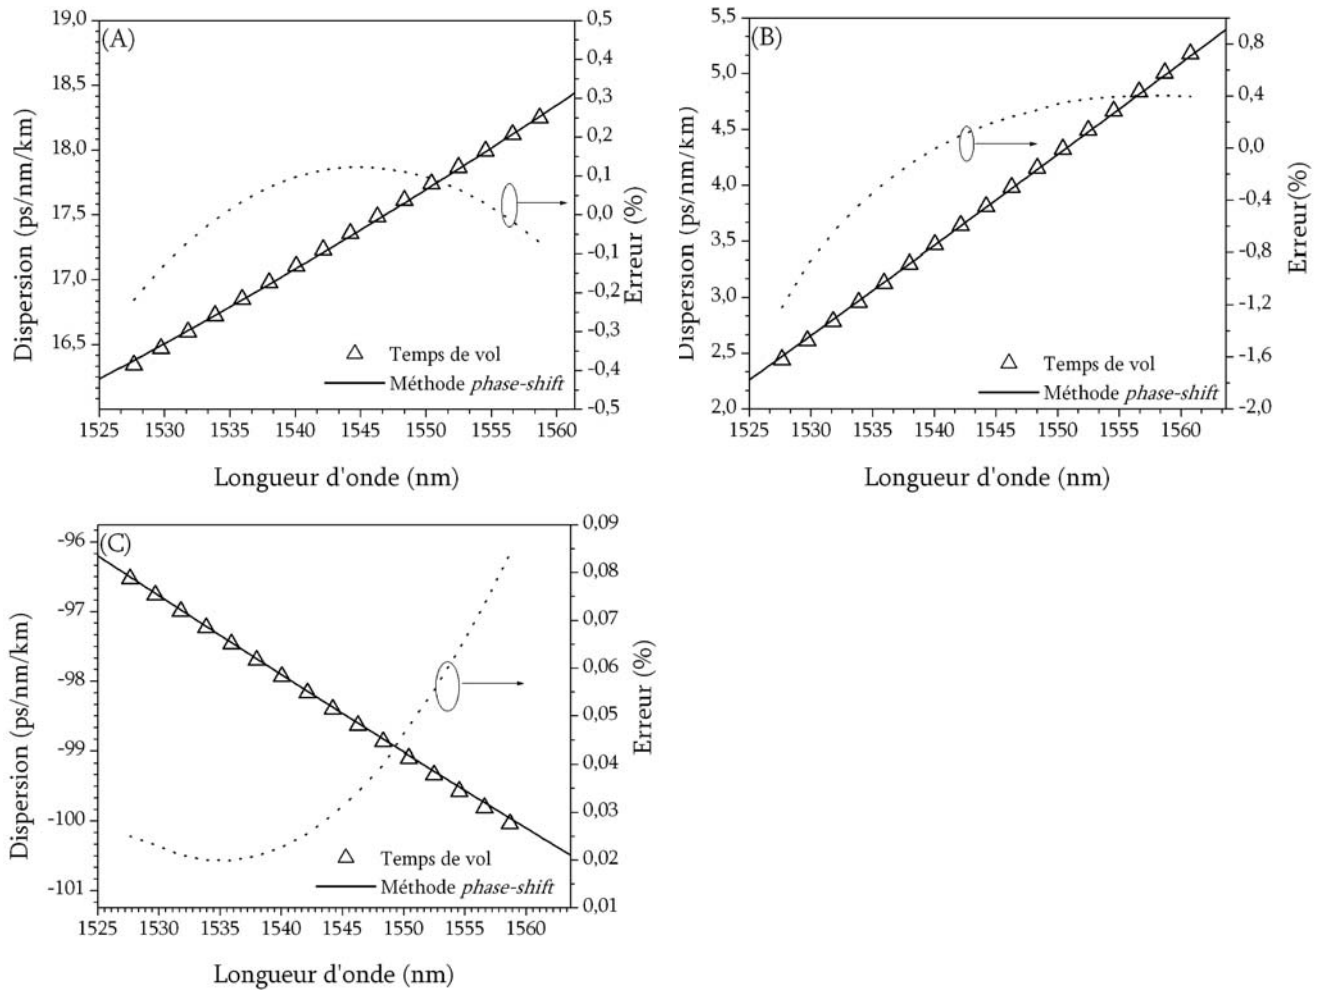 (A)
Dispersion (ps/nm/km)
19,0
18,5
18,0
17,5
17,0
16,5
0,5
0,4
0,3
0,2
0,1
0,0
-0,1
-0,2
-0,3
-0,4
-0,5
Erreur (%)
Temps de vol
Méthode phase-shift
1525 1530 1535 1540 1545 1550 1555 1560
Longueur d'onde (nm)
(B)
Dispersion (ps/nm/km)
5,5
5,0
4,5
4,0
3,5
3,0
2,5
2,0
0,8
0,4
0,0
-0,4
-0,8
-1,2
-1,6
-2,0
Erreur(%)
Temps de vol
Méthode phase-shift
1525 1530 1535 1540 1545 1550 1555 1560
Longueur d'onde (nm)
(C)
Dispersion (ps/nm/km)
-96
-97
-98
-99
-100
-101
0,09
0,08
0,07
0,06
0,05
0,04
0,03
0,02
0,01
Erreur (%)
Temps de vol
Méthode phase-shift
1525 1530 1535 1540 1545 1550 1555 1560
Longueur d'onde (nm)